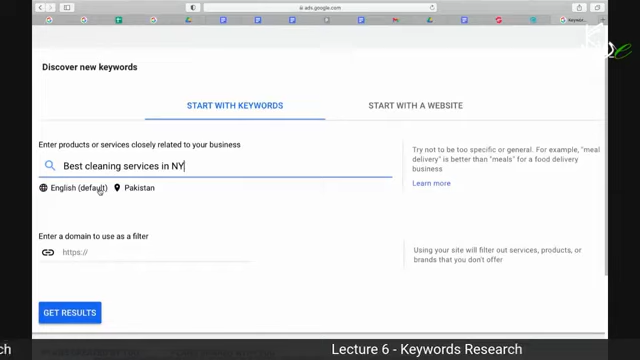 ads.google.com
Discover new keywords
START WITH KEYWORDS
START WITH A WEBSITE
Enter products or services closely related to your business
Best cleaning services in NY
English (default)
Pakistan
Try not to be too specific or general. For example, "meal
delivery" is better than "meals" for a food delivery
business
Learn more
Enter a domain to use as a filter
https://
Using your site will filter out services, products, or
brands that you don't offer
GET RESULTS
rch
Lecture 6 - Keywords Research